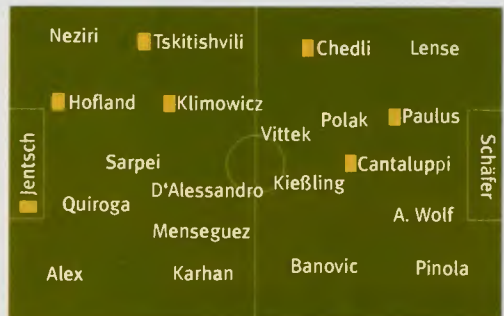 Neziri
Tskitishvili
Hofland
Klimowicz
Jentsch
Sarpei
Quiroga
D'Alessandro
Menseguez
Alex
Karhan
Chedli
Lense
Vittek
Polak
Paulus
Cantaluppi
Kießling
Schäfer
A. Wolf
Banovic
Pinola